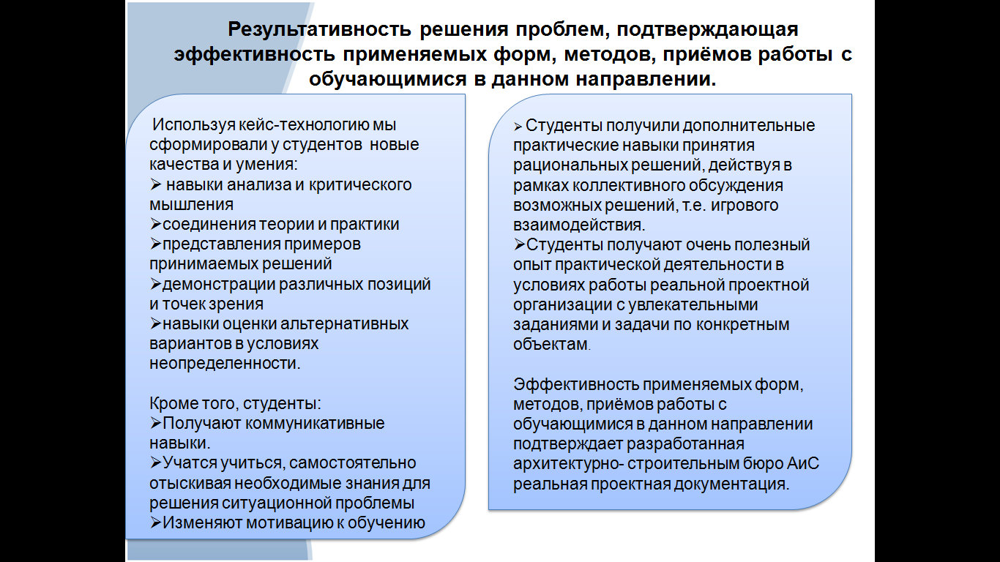 Результативность решения проблем, подтверждающая
эффективность применяемых форм, методов, приёмов работы с
обучающимися в данном направлении.
Используя кейс-технологию мы
сформировали у студентов  новые
качества и умения:
➢ навыки анализа и критического
мышления
➢соединения теории и практики
➢представления примеров
принимаемых решений
➢демонстрации различных позиций
и точек зрения
➢навыки оценки альтернативных
вариантов в условиях
неопределенности.
Кроме того, студенты:
➢Получают коммуникативные
навыки.
➢Учатся учиться, самостоятельно
отыскивая необходимые знания для
решения ситуационной проблемы
➢Изменяют мотивацию к обучению
➢ Студенты получили дополнительные
практические навыки принятия
рациональных решений, действуя в
рамках коллективного обсуждения
возможных решений, т.е. игрового
взаимодействия.
➢Студенты получают очень полезный
опыт практической деятельности в
условиях работы реальной проектной
организации с увлекательными
заданиями и задачи по конкретным
объектам.
Эффективность применяемых форм,
методов, приёмов работы с
обучающимися в данном направлении
подтверждает разработанная
архитектурно- строительным бюро АиС
реальная проектная документация.